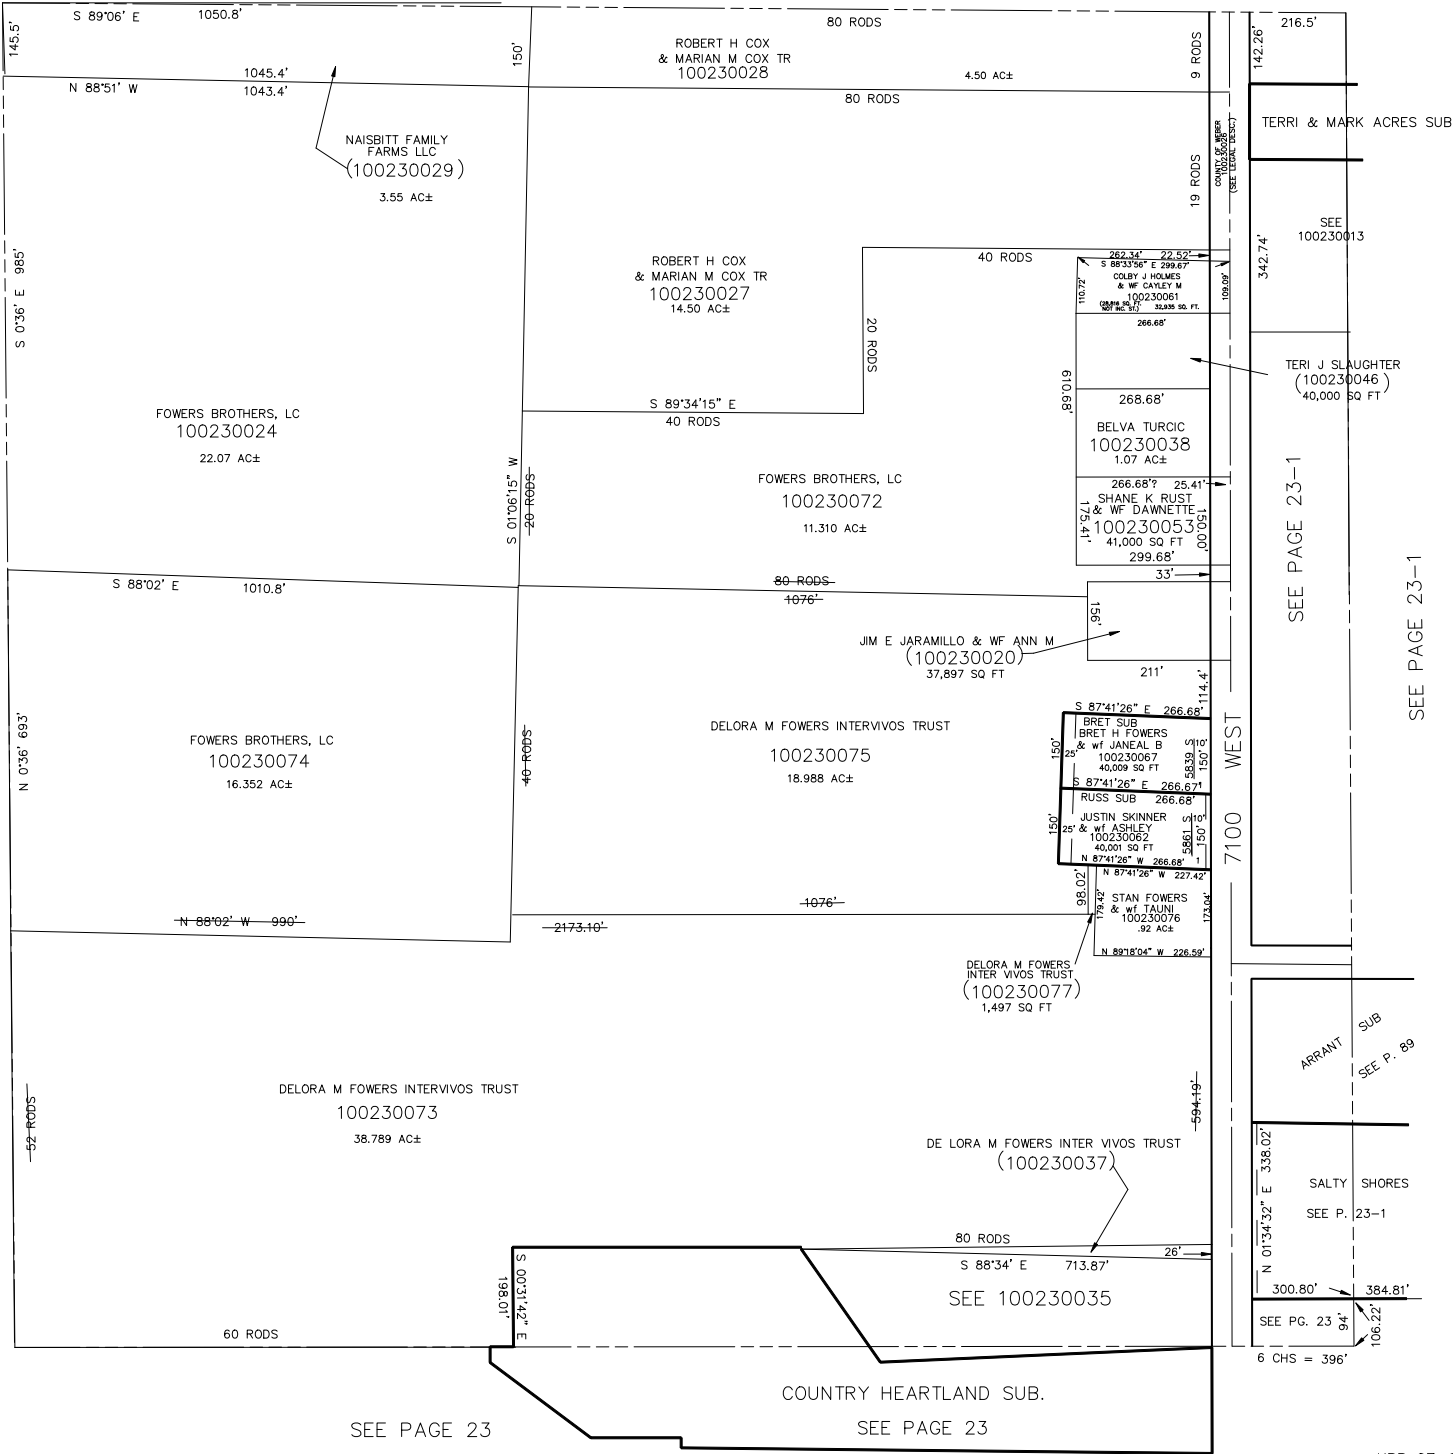 S 89°06' E
1050.8'
145.5'
150'
1045.4'
N 88°51' W
1043.4'
80 RODS
ROBERT H COX
& MARIAN M COX TR
100230028
4.50 AC±
9 RODS
80 RODS
142.26'
216.5'
TERRI & MARK ACRES SUB
NAISBITT FAMILY
FARMS LLC
(100230029)
3.55 AC±
COUNTY OF WEBER
100230026
(SEE LEGAL DESC.)
19 RODS
SEE
100230013
342.74'
S 0°36' E 985'
ROBERT H COX
& MARIAN M COX TR
100230027
14.50 AC±
40 RODS
20 RODS
S 89°34'15" E
40 RODS
262.34' 22.52'
S 88°33'56" E 299.67'
COLBY J HOLMES
& WF CAYLEY M
100230061
(28,816 SQ. FT.
NOT INC. ST.)
32,935 SQ. FT.
110.72'
109.09'
266.68'
TERI J SLAUGHTER
(100230046)
40,000 SQ FT
610.68'
268.68'
BELVA TURCIC
100230038
1.07 AC±
266.68'? 25.41'
SHANE K RUST
& WF DAWNETTE
100230053
41,000 SQ FT
175.41'
150.00'
299.68'
33'
FOWERS BROTHERS, LC
100230024
22.07 AC±
S 01°06'15" W
20 RODS
FOWERS BROTHERS, LC
100230072
11.310 AC±
SEE PAGE 23-1
SEE PAGE 23-1
S 88°02' E
1010.8'
80 RODS
1076'
156'
JIM E JARAMILLO & WF ANN M
(100230020)
37,897 SQ FT
211'
114.4'
N 0°36' 693'
FOWERS BROTHERS, LC
100230074
16.352 AC±
40 RODS
DELORA M FOWERS INTERVIVOS TRUST
100230075
18.988 AC±
S 87°41'26" E 266.68'
BRET SUB
BRET H FOWERS
& wf JANEAL B
100230067
40,009 SQ FT
150'
25'
5839 S
10'
150'
S 87°41'26" E 266.67'
RUSS SUB 266.68'
JUSTIN SKINNER
& wf ASHLEY
100230062
40,001 SQ FT
150'
25'
5861 S
10'
150'
N 87°41'26" W 266.68'
N 87°41'26" W 227.42'
7100 WEST
98.02'
179.42'
STAN FOWERS
& wf TAUNI
100230076
.92 AC±
173.04'
N 89°18'04" W 226.59'
N 88°02' W 990'
1076'
2173.10'
DELORA M FOWERS
INTER VIVOS TRUST
(100230077)
1,497 SQ FT
ARRANT SUB
SEE P. 89
52 RODS
DELORA M FOWERS INTERVIVOS TRUST
100230073
38.789 AC±
594.19'
DE LORA M FOWERS INTER VIVOS TRUST
(100230037)
N 01°34'32" E 338.02'
SALTY SHORES
SEE P. 23-1
80 RODS
26'
S 88°34' E
713.87'
SEE 100230035
S 00°31'42" E
198.01'
300.80'
384.81'
SEE PG. 23
94'
106.22'
60 RODS
6 CHS = 396'
COUNTRY HEARTLAND SUB.
SEE PAGE 23
SEE PAGE 23